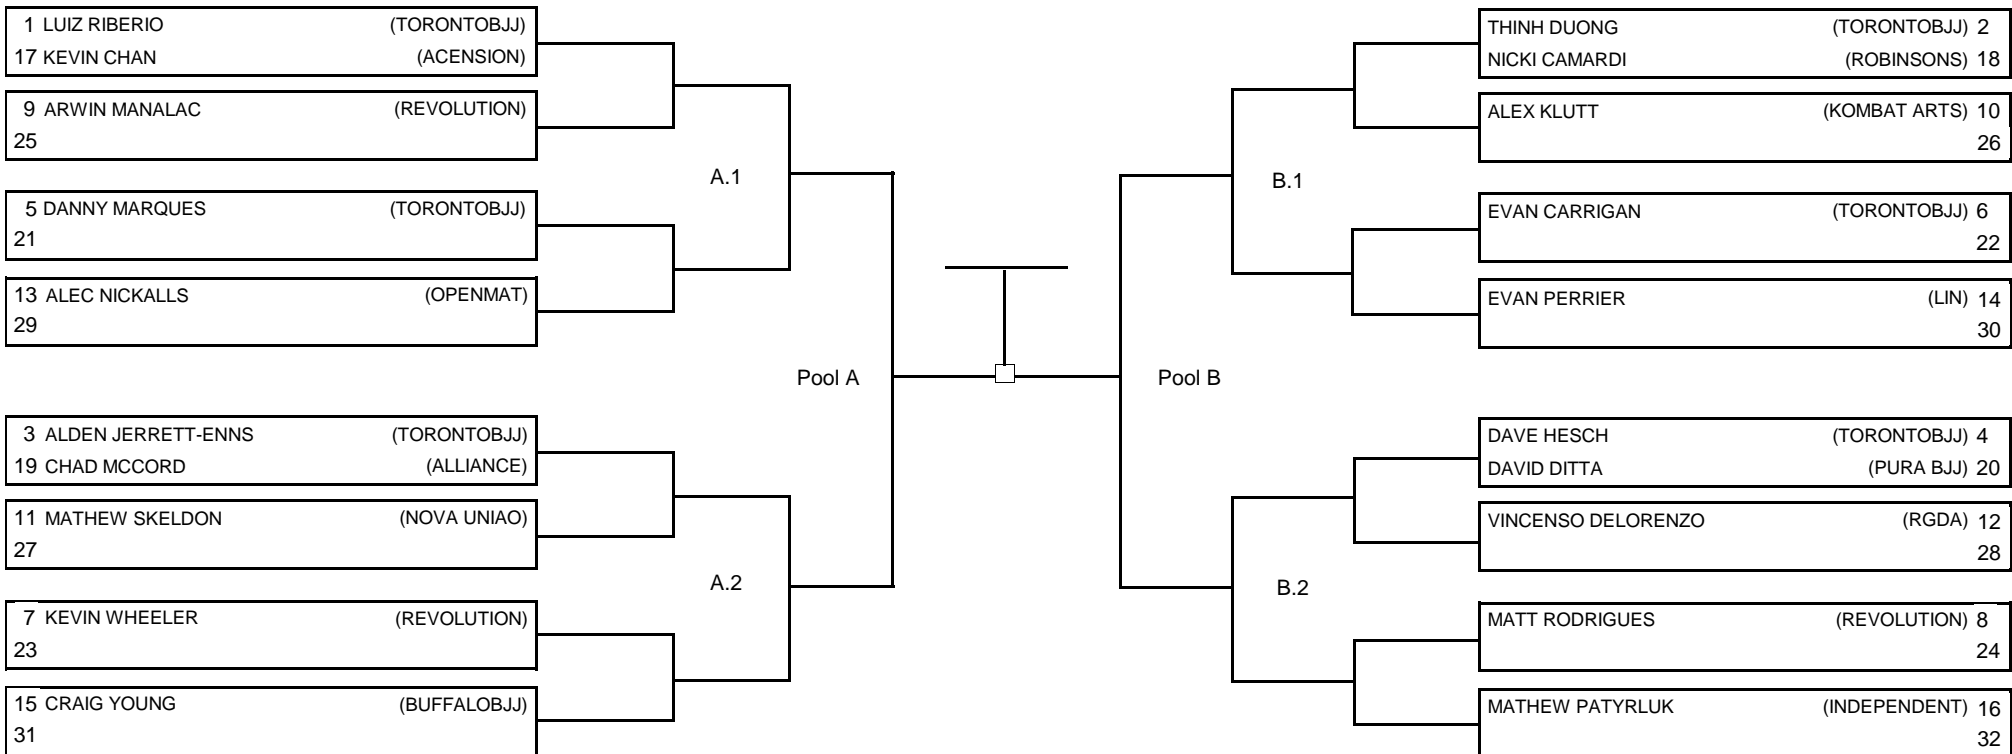 1 LUIZ RIBERIO (TORONTOBJJ)
17 KEVIN CHAN (ACENSION)
9 ARWIN MANALAC (REVOLUTION)
25
A.1
5 DANNY MARQUES (TORONTOBJJ)
21
13 ALEC NICKALLS (OPENMAT)
29
Pool A
3 ALDEN JERRETT-ENNS (TORONTOBJJ)
19 CHAD MCCORD (ALLIANCE)
11 MATHEW SKELDON (NOVA UNIAO)
27
A.2
7 KEVIN WHEELER (REVOLUTION)
23
15 CRAIG YOUNG (BUFFALOBJJ)
31
THINH DUONG (TORONTOBJJ) 2
NICKI CAMARDI (ROBINSONS) 18
ALEX KLUTT (KOMBAT ARTS) 10
26
B.1
EVAN CARRIGAN (TORONTOBJJ) 6
22
EVAN PERRIER (LIN) 14
30
Pool B
DAVE HESCH (TORONTOBJJ) 4
DAVID DITTA (PURA BJJ) 20
VINCENSO DELORENZO (RGDA) 12
28
B.2
MATT RODRIGUES (REVOLUTION) 8
24
MATHEW PATYRLUK (INDEPENDENT) 16
32